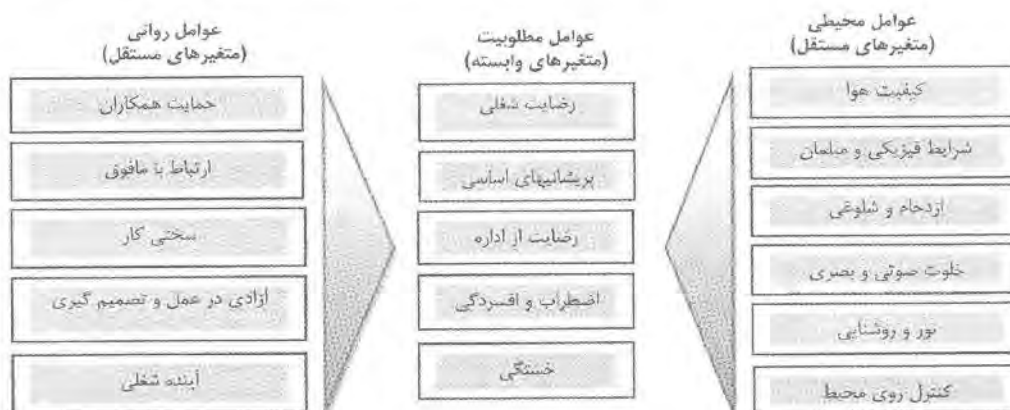 عوامل محیطی
(متغیرهای مستقل)
کیفیت هوا
شرایط فیزیکی و مبلمان
ازدحام و شلوغی
خلوت صوتی و بصری
نور و روشنایی
کنترل روی محیط
عوامل مطلوبیت
(متغیرهای وابسته)
رضایت شغلی
پریشانیهای اساسی
رضایت از اداره
اضطراب و افسردگی
خستگی
عوامل روانی
(متغیرهای مستقل)
حمایت همکاران
ارتباط با مافوق
سختی کار
آزادی در عمل و تصمیم گیری
آینده شغلی